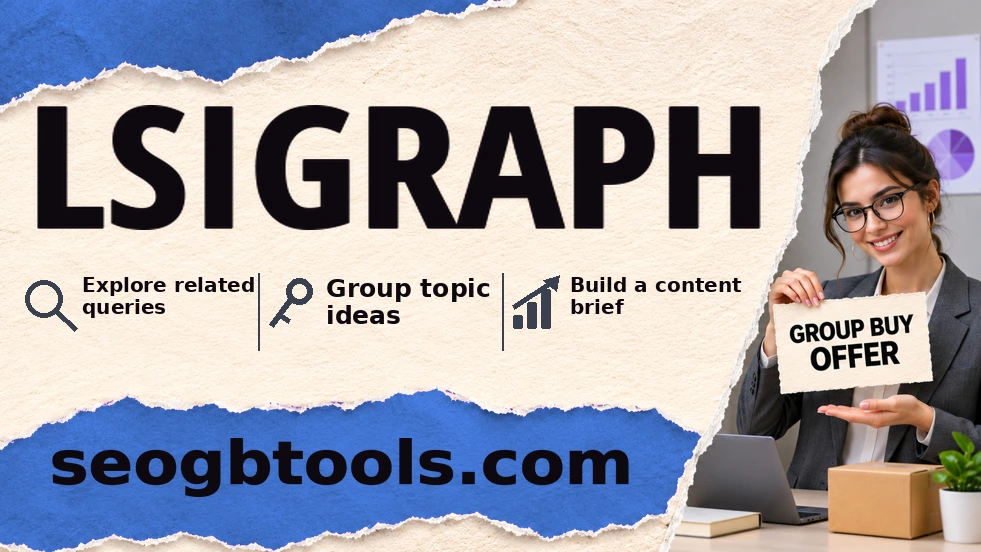 LSIGRAPH
Explore related
queries
Group topic
ideas
Build a content
brief
GROUP BUY
OFFER
seogbtools.com